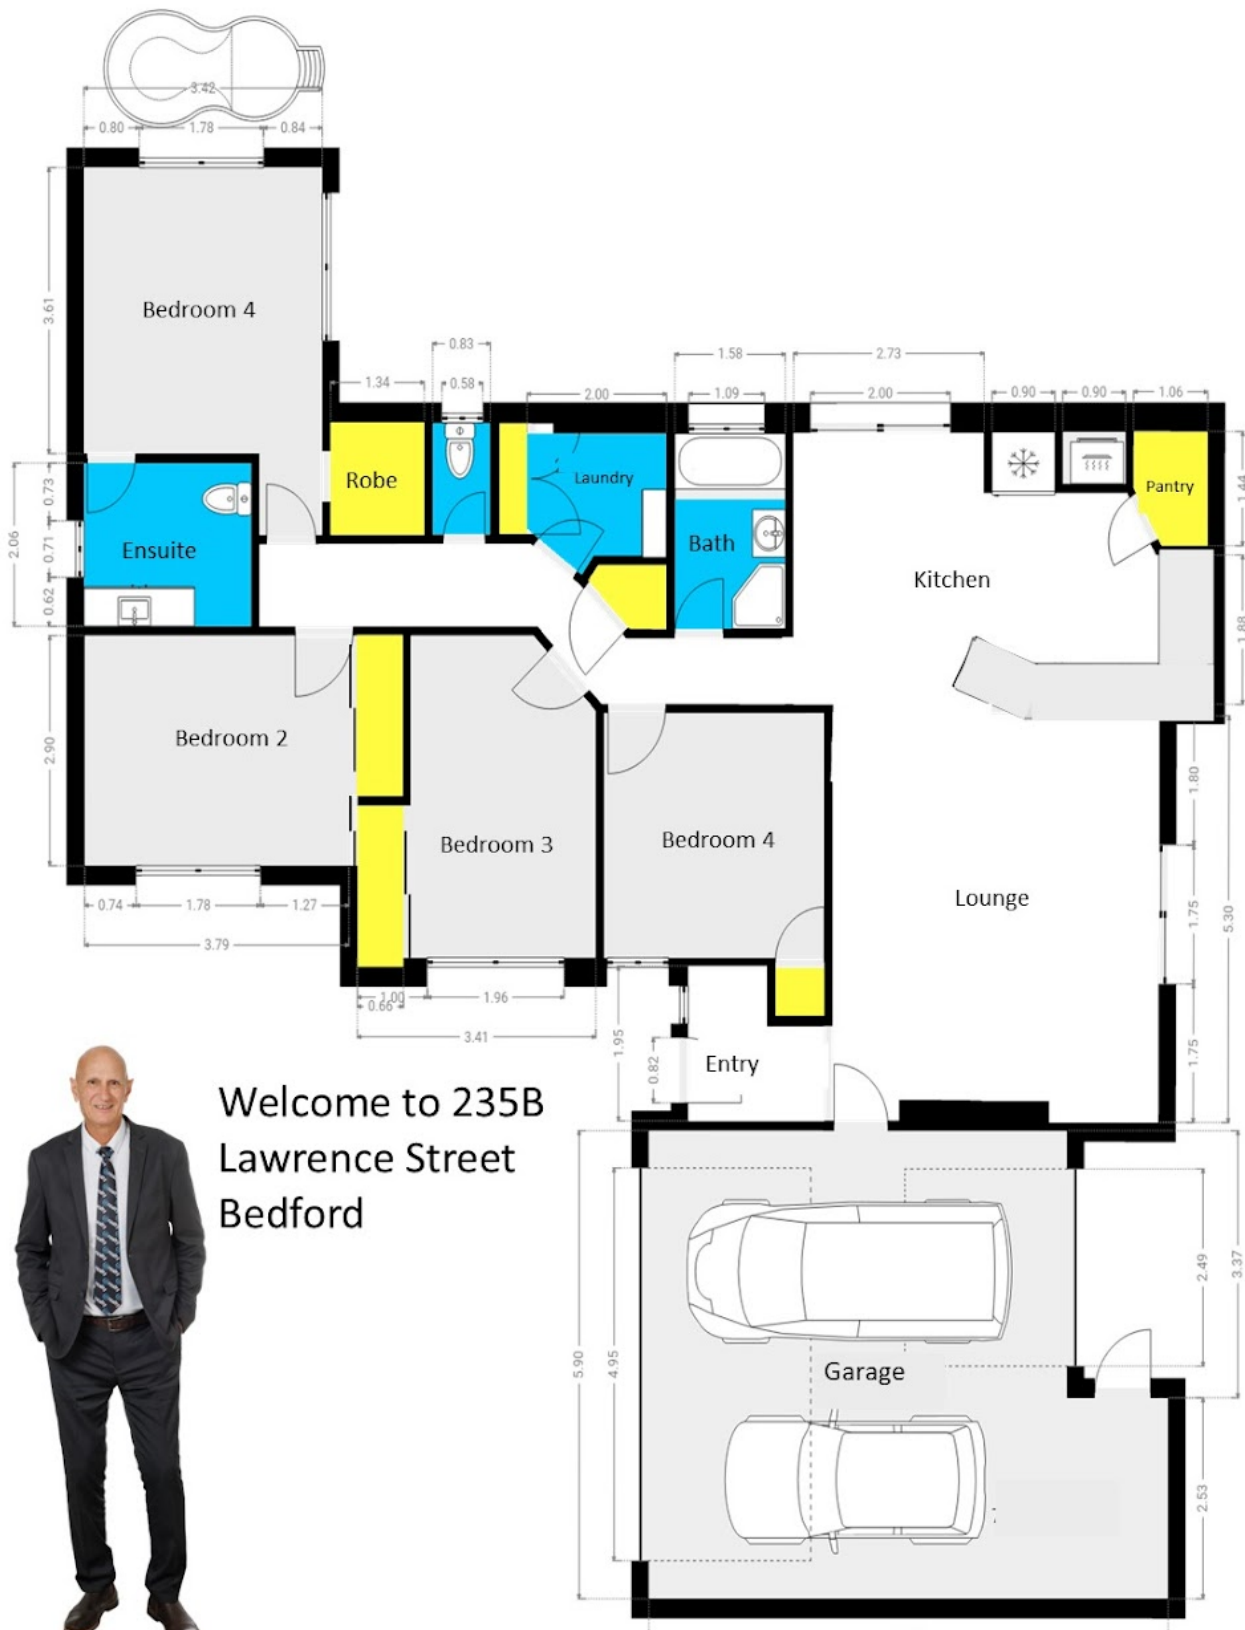 3.42
0.80 1.78 0.84
3.61
Bedroom 4
0.83
1.58
2.73
1.34
0.58
2.00
1.09
2.00
0.90
0.90
1.06
0.73
Robe
Laundry
Pantry
1.44
2.06
0.71
Ensuite
Bath
Kitchen
0.62
1.88
2.90
Bedroom 2
Bedroom 3
Bedroom 4
1.80
Lounge
1.75
5.30
0.74 1.78 1.27
3.79
1.00 1.96
0.66
3.41
1.95
0.82
Entry
1.75
Welcome to 235B
Lawrence Street
Bedford
5.90
4.95
Garage
2.49
3.37
2.53